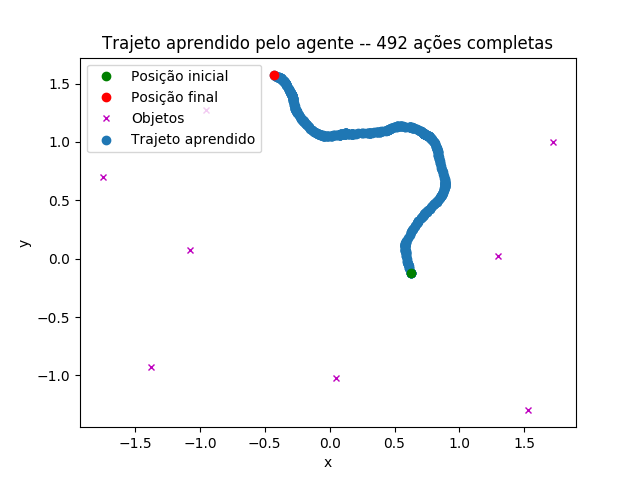 Trajeto aprendido pelo agente -- 492 ações completas
Posição inicial
Posição final
Objetos
Trajeto aprendido
1.5
1.0
0.5
0.0
−0.5
−1.0
y
−1.5
−1.0
−0.5
0.0
0.5
1.0
1.5
x